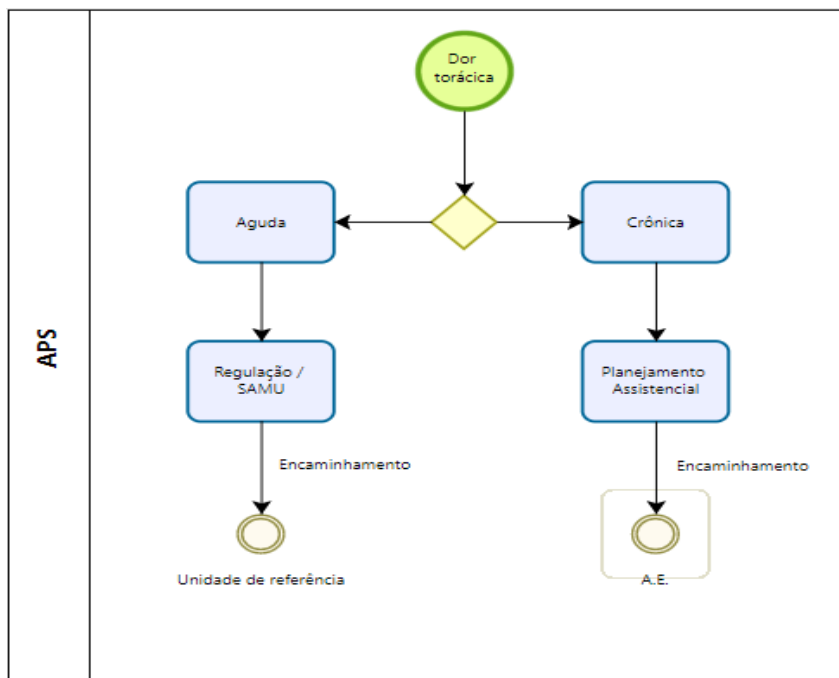 APS
Dor
torácica
Aguda
Crônica
Regulação /
SAMU
Planejamento
Assistencial
Encaminhamento
Encaminhamento
Unidade de referência
A.E.